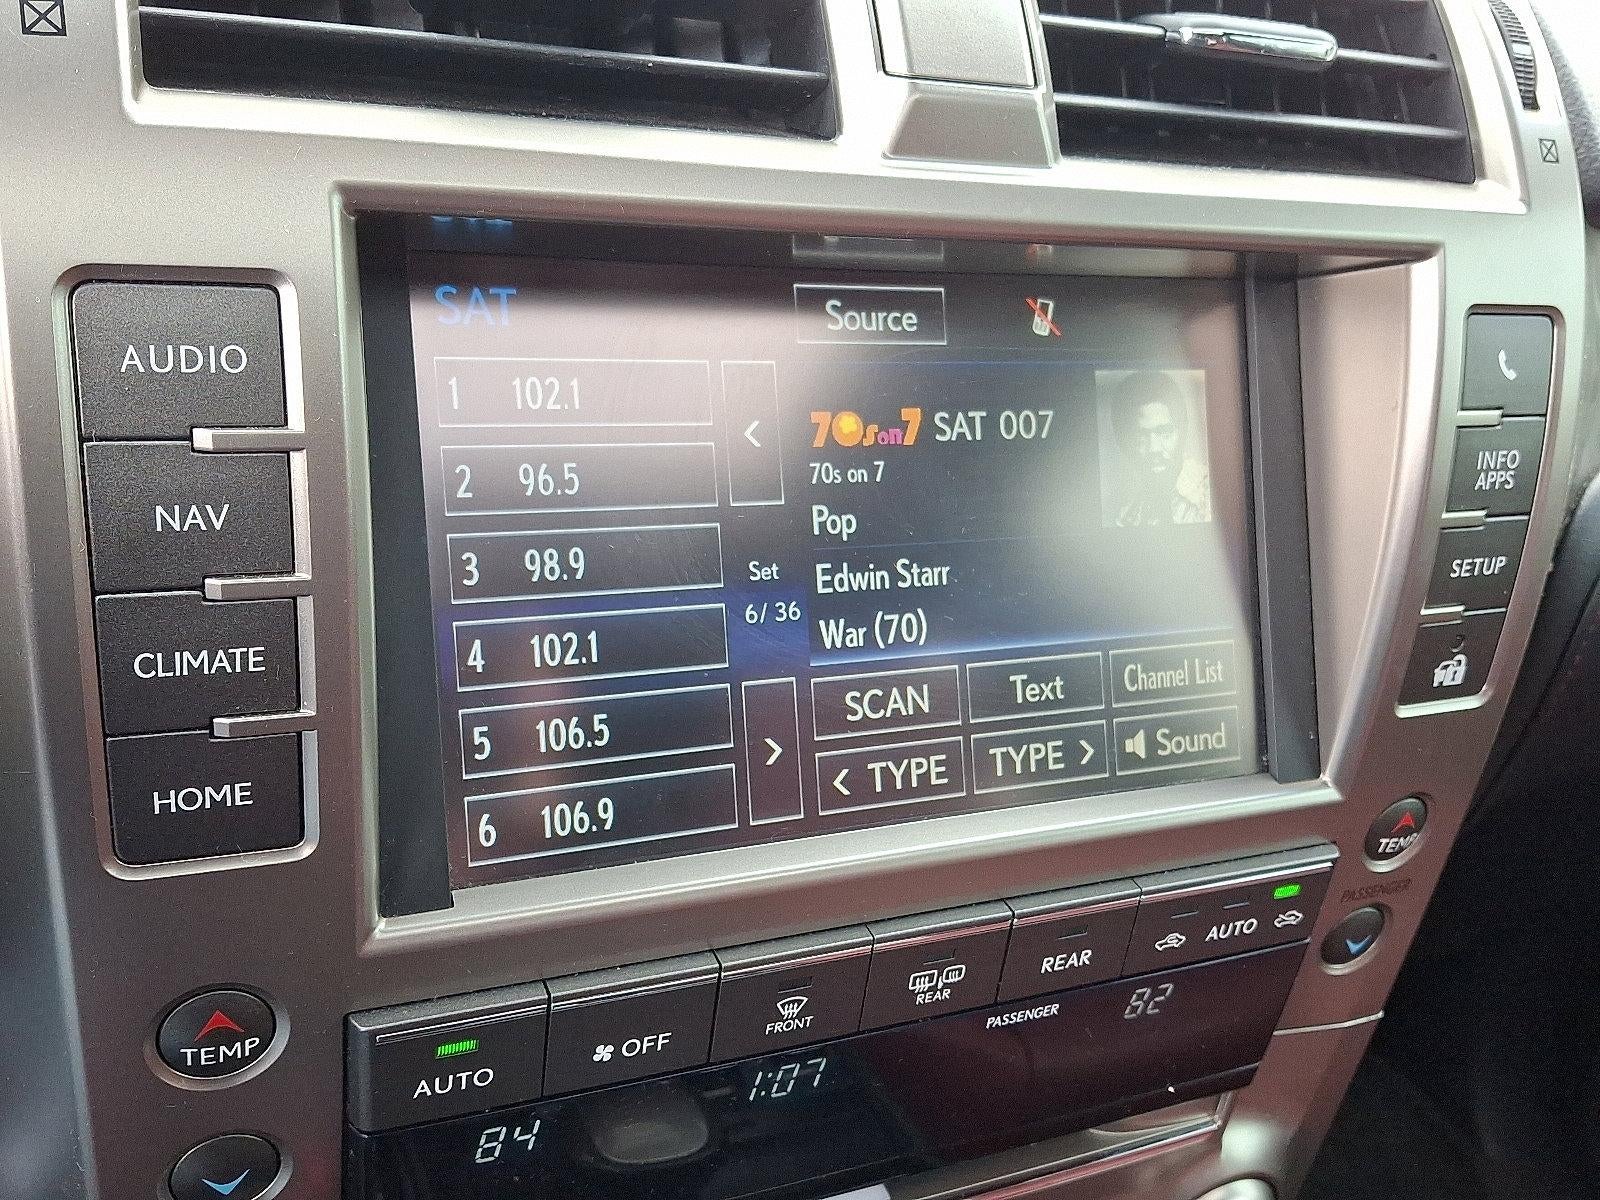 SAT
Source
AUDIO
NAV
CLIMATE
HOME
1 102.1
2 96.5
3 98.9
4 102.1
5 106.5
6 106.9
<
Set
6/ 36
>
70s on 7 SAT 007
70s on 7
Pop
Edwin Starr
War (70)
SCAN
Text
Channel List
< TYPE
TYPE >
Sound
INFO
APPS
SETUP
TEMP
PASSENGER
TEMP
AUTO
OFF
FRONT
REAR
REAR
AUTO
PASSENGER
82
1:07
84